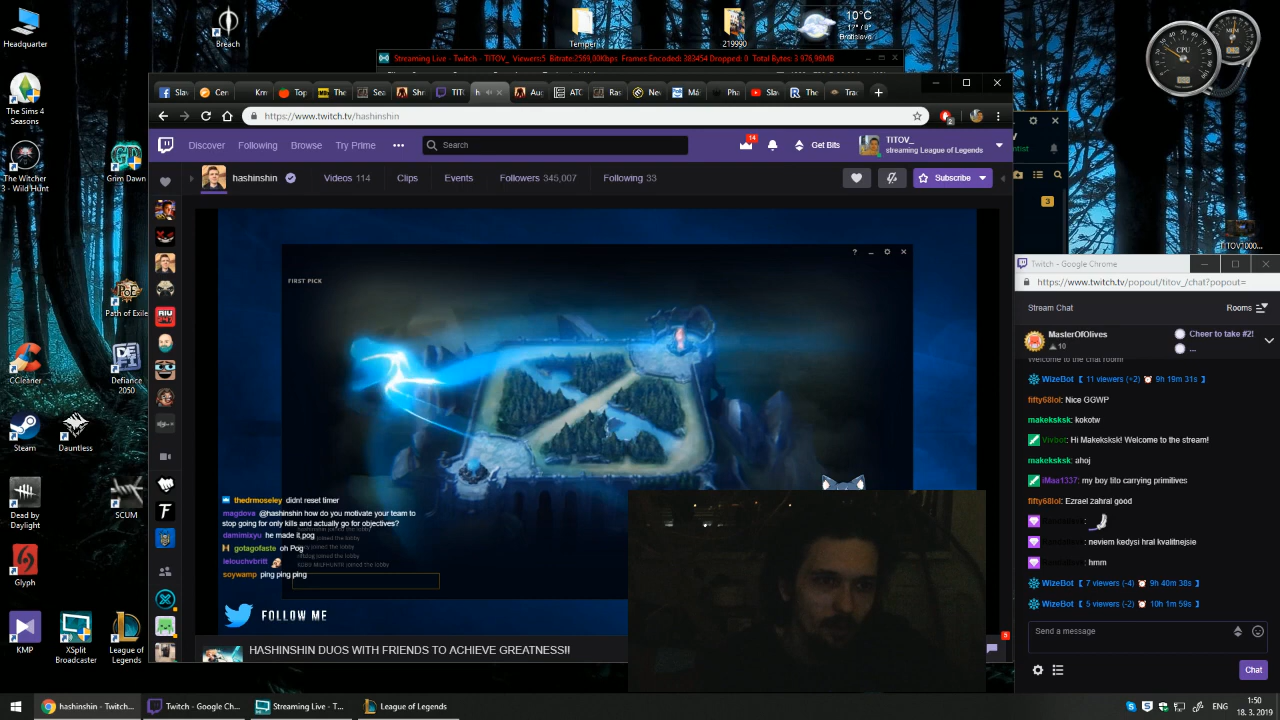 Headquarter
The Sims 4
Seasons
The Witcher
3 - Wild Hunt
Grim Dawn
Path of Exile
CCleaner
Defiance
2050
Steam
Dauntless
Dead by
Daylight
SCUM
Glyph
KMP
XSplit
Broadcaster
League of
Legends
Breach
219990
10°C
Bratislava
CPU
Streaming Live - Twitch - TITOV_ Viewers:5 Bitrate:2569,00Kbps Frames Encoded: 383454 Dropped: 0 Total Bytes: 3 976,96MB
https://www.twitch.tv/hashinshin
Discover
Following
Browse
Try Prime
Search
14
Get Bits
TITOV_
streaming League of Legends
hashinshin
Videos 114
Clips
Events
Followers 345,007
Following 33
Subscribe
FIRST PICK
thedrmoseley didnt reset timer
magdova @hashinshin how do you motivate your team to
stop going for only kills and actually go for objectives?
damimixyu he made it pog
gotagofaste oh Pog
lelouchvbritt
soywamp ping ping ping
FOLLOW ME
HASHINSHIN DUOS WITH FRIENDS TO ACHIEVE GREATNESS!!
3
5
Twitch - Google Chrome
https://www.twitch.tv/popout/titov_/chat?popout=
Stream Chat
Rooms
MasterOfOlives
10
Cheer to take #2!
...
Welcome to the chat room!
WizeBot 【 11 viewers (+2) 9h 19m 31s 】
fifty68lol: Nice GGWP
makeksksk: kokotw
Vivbot: Hi Makeksksk! Welcome to the stream!
makeksksk: ahoj
iMaa1337: my boy tito carrying primitives
fifty68lol: Ezrael zahral good
neviem kedysi hral kvalitnejsie
hmm
WizeBot 【 7 viewers (-4) 9h 40m 38s 】
WizeBot 【 5 viewers (-2) 10h 1m 59s 】
Send a message
Chat
hashinshin - Twitch...
Twitch - Google Ch...
Streaming Live - T...
League of Legends
1:50
18. 3. 2019